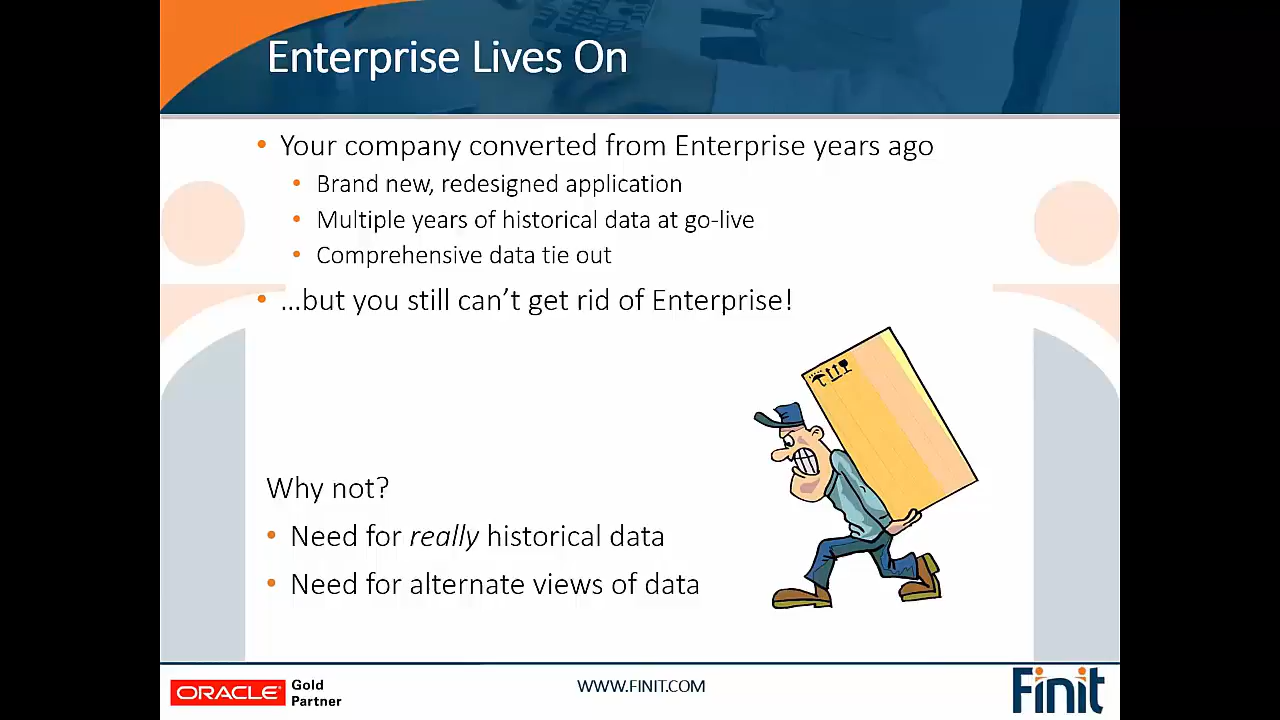 Enterprise Lives On
• Your company converted from Enterprise years ago
• Brand new, redesigned application
• Multiple years of historical data at go-live
• Comprehensive data tie out
• …but you still can't get rid of Enterprise!
Why not?
• Need for really historical data
• Need for alternate views of data
ORACLE Gold
Partner
WWW.FINIT.COM
Finit